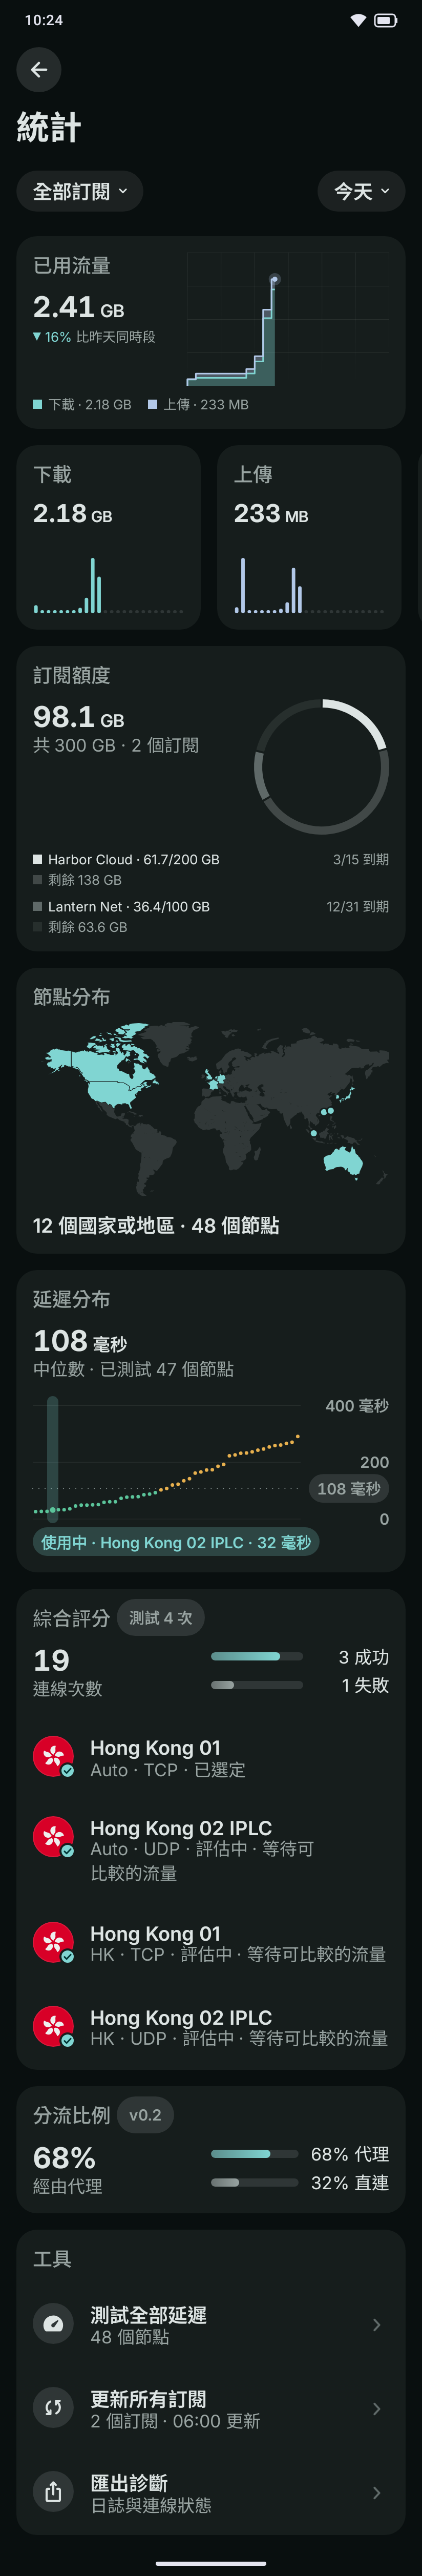 10:24
統計
全部訂閱
今天
已用流量
2.41 GB
▼ 16% 比昨天同時段
下載 · 2.18 GB
上傳 · 233 MB
下載
2.18 GB
上傳
233 MB
訂閱額度
98.1 GB
共 300 GB · 2 個訂閱
Harbor Cloud · 61.7/200 GB
3/15 到期
剩餘 138 GB
Lantern Net · 36.4/100 GB
12/31 到期
剩餘 63.6 GB
節點分布
12 個國家或地區 · 48 個節點
延遲分布
108 毫秒
中位數 · 已測試 47 個節點
400 毫秒
200
108 毫秒
0
使用中 · Hong Kong 02 IPLC · 32 毫秒
綜合評分
測試 4 次
19
連線次數
3 成功
1 失敗
Hong Kong 01
Auto · TCP · 已選定
Hong Kong 02 IPLC
Auto · UDP · 評估中 · 等待可
比較的流量
Hong Kong 01
HK · TCP · 評估中 · 等待可比較的流量
Hong Kong 02 IPLC
HK · UDP · 評估中 · 等待可比較的流量
分流比例
v0.2
68%
經由代理
68% 代理
32% 直連
工具
測試全部延遲
48 個節點
更新所有訂閱
2 個訂閱 · 06:00 更新
匯出診斷
日誌與連線狀態